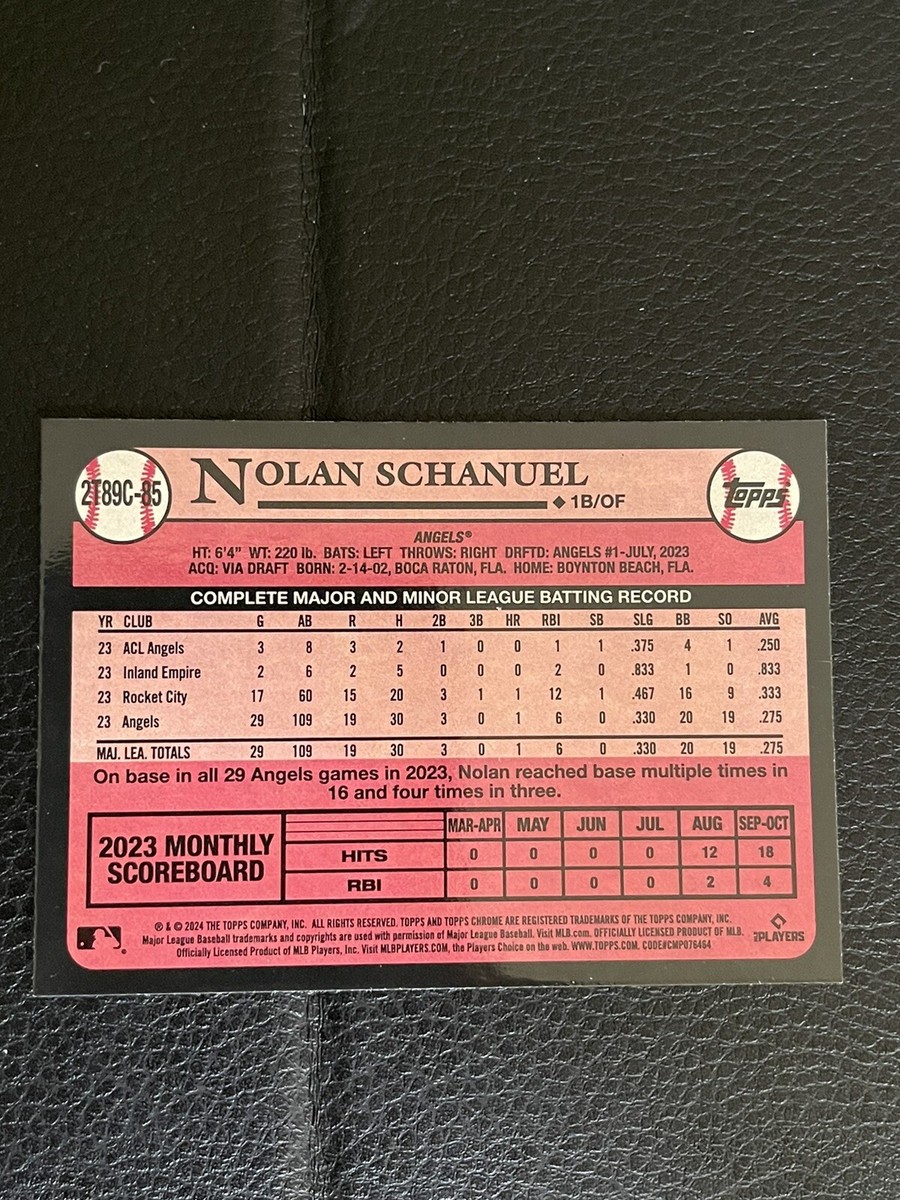 2T89C-85
NOLAN SCHANUEL
◆ 1B/OF
topps
ANGELS®
HT: 6'4" WT: 220 lb. BATS: LEFT THROWS: RIGHT DRFTD: ANGELS #1-JULY, 2023
ACQ: VIA DRAFT BORN: 2-14-02, BOCA RATON, FLA. HOME: BOYNTON BEACH, FLA.
COMPLETE MAJOR AND MINOR LEAGUE BATTING RECORD
YR CLUB G AB R H 2B 3B HR RBI SB SLG BB SO AVG
23 ACL Angels 3 8 3 2 1 0 0 1 1 .375 4 1 .250
23 Inland Empire 2 6 2 5 0 0 0 2 0 .833 1 0 .833
23 Rocket City 17 60 15 20 3 1 1 12 1 .467 16 9 .333
23 Angels 29 109 19 30 3 0 1 6 0 .330 20 19 .275
MAJ. LEA. TOTALS 29 109 19 30 3 0 1 6 0 .330 20 19 .275
On base in all 29 Angels games in 2023, Nolan reached base multiple times in
16 and four times in three.
2023 MONTHLY
SCOREBOARD
MAR-APR MAY JUN JUL AUG SEP-OCT
HITS 0 0 0 0 12 18
RBI 0 0 0 0 2 4
® & © 2024 THE TOPPS COMPANY, INC. ALL RIGHTS RESERVED. TOPPS AND TOPPS CHROME ARE REGISTERED TRADEMARKS OF THE TOPPS COMPANY, INC.
Major League Baseball trademarks and copyrights are used with permission of Major League Baseball. Visit MLB.com. OFFICIALLY LICENSED PRODUCT OF MLB.
Officially Licensed Product of MLB Players, Inc. Visit MLBPLAYERS.COM, the Players Choice on the web. WWW.TOPPS.COM. CODE#CMP076464
MLB PLAYERS